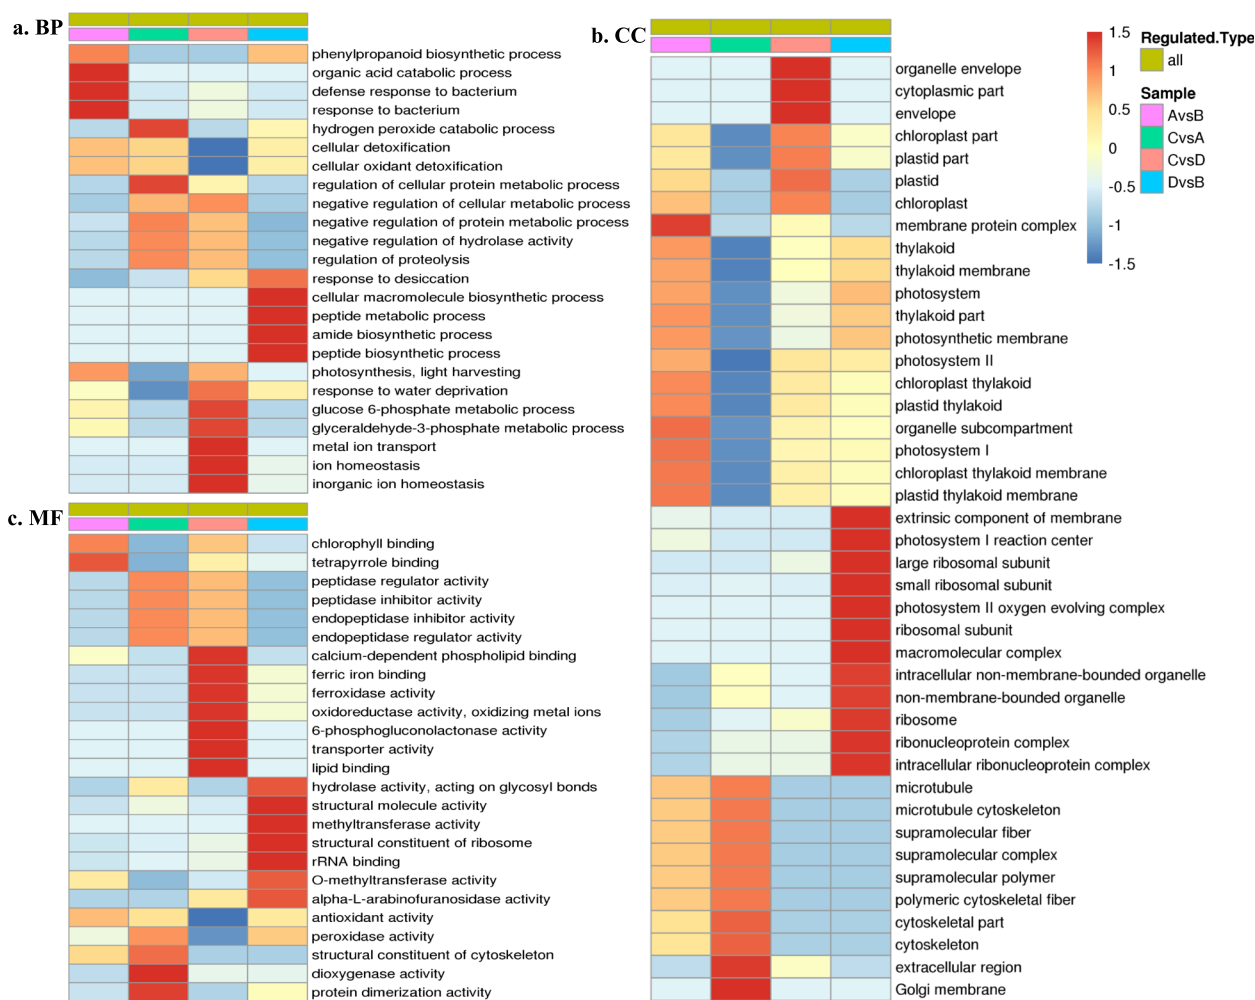 a. BP
phenylpropanoid biosynthetic process
organic acid catabolic process
defense response to bacterium
response to bacterium
hydrogen peroxide catabolic process
cellular detoxification
cellular oxidant detoxification
regulation of cellular protein metabolic process
negative regulation of cellular metabolic process
negative regulation of protein metabolic process
negative regulation of hydrolase activity
regulation of proteolysis
response to desiccation
cellular macromolecule biosynthetic process
peptide metabolic process
amide biosynthetic process
peptide biosynthetic process
photosynthesis, light harvesting
response to water deprivation
glucose 6-phosphate metabolic process
glyceraldehyde-3-phosphate metabolic process
metal ion transport
ion homeostasis
inorganic ion homeostasis
c. MF
chlorophyll binding
tetrapyrrole binding
peptidase regulator activity
peptidase inhibitor activity
endopeptidase inhibitor activity
endopeptidase regulator activity
calcium-dependent phospholipid binding
ferric iron binding
ferroxidase activity
oxidoreductase activity, oxidizing metal ions
6-phosphogluconolactonase activity
transporter activity
lipid binding
hydrolase activity, acting on glycosyl bonds
structural molecule activity
methyltransferase activity
structural constituent of ribosome
rRNA binding
O-methyltransferase activity
alpha-L-arabinofuranosidase activity
antioxidant activity
peroxidase activity
structural constituent of cytoskeleton
dioxygenase activity
protein dimerization activity
b. CC
organelle envelope
cytoplasmic part
envelope
chloroplast part
plastid part
plastid
chloroplast
membrane protein complex
thylakoid
thylakoid membrane
photosystem
thylakoid part
photosynthetic membrane
photosystem II
chloroplast thylakoid
plastid thylakoid
organelle subcompartment
photosystem I
chloroplast thylakoid membrane
plastid thylakoid membrane
extrinsic component of membrane
photosystem I reaction center
large ribosomal subunit
small ribosomal subunit
photosystem II oxygen evolving complex
ribosomal subunit
macromolecular complex
intracellular non-membrane-bounded organelle
non-membrane-bounded organelle
ribosome
ribonucleoprotein complex
intracellular ribonucleoprotein complex
microtubule
microtubule cytoskeleton
supramolecular fiber
supramolecular complex
supramolecular polymer
polymeric cytoskeletal fiber
cytoskeletal part
cytoskeleton
extracellular region
Golgi membrane
1.5
1
0.5
0
-0.5
-1
-1.5
Regulated.Type
all
Sample
AvsB
CvsA
CvsD
DvsB